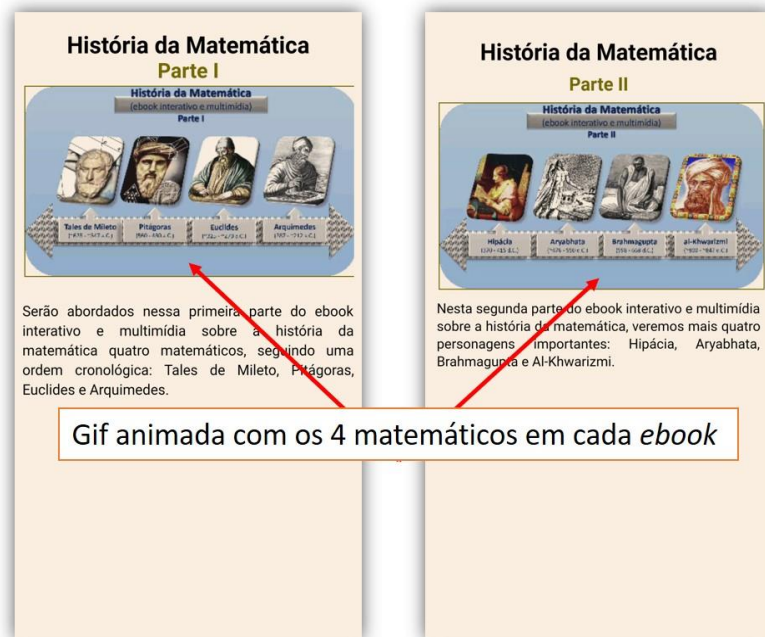 História da Matemática
Parte I
História da Matemática
(ebook interativo e multimídia)
Parte I
Tales de Mileto
Pitágoras
Euclides
Arquimedes
Serão abordados nessa primeira parte do ebook
interativo e multimídia sobre a história da
matemática quatro matemáticos, seguindo uma
ordem cronológica: Tales de Mileto, Pitágoras,
Euclides e Arquimedes.
História da Matemática
Parte II
História da Matemática
(ebook interativo e multimídia)
Parte II
Hipácia
Aryabhata
Brahmagupta
al-Khwarizmi
Nesta segunda parte do ebook interativo e multimídia
sobre a história da matemática, veremos mais quatro
personagens importantes: Hipácia, Aryabhata,
Brahmagupta e Al-Khwarizmi.
Gif animada com os 4 matemáticos em cada ebook